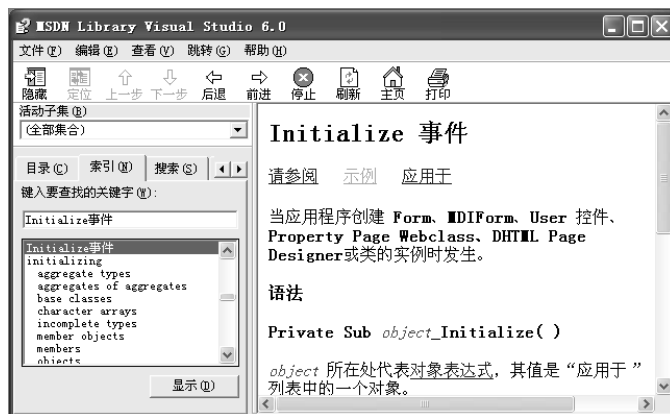 MSDN Library Visual Studio 6.0
文件(F) 编辑(E) 查看(V) 跳转(G) 帮助(H)
隐藏 定位 上一步 下一步 后退 前进 停止 刷新 主页 打印
活动子集(B)
(全部集合)
目录(C) 索引(N) 搜索(S)
键入要查找的关键字(W):
Initialize事件
Initialize事件
initializing
aggregate types
aggregates of aggregates
base classes
character arrays
incomplete types
member objects
members
objects
显示(D)
Initialize 事件
请参阅 示例 应用于
当应用程序创建 Form、MDIForm、User 控件、
Property Page Webclass、DHTML Page
Designer或类的实例时发生。
语法
Private Sub object_Initialize( )
object 所在处代表对象表达式，其值是“应用于 ”
列表中的一个对象。